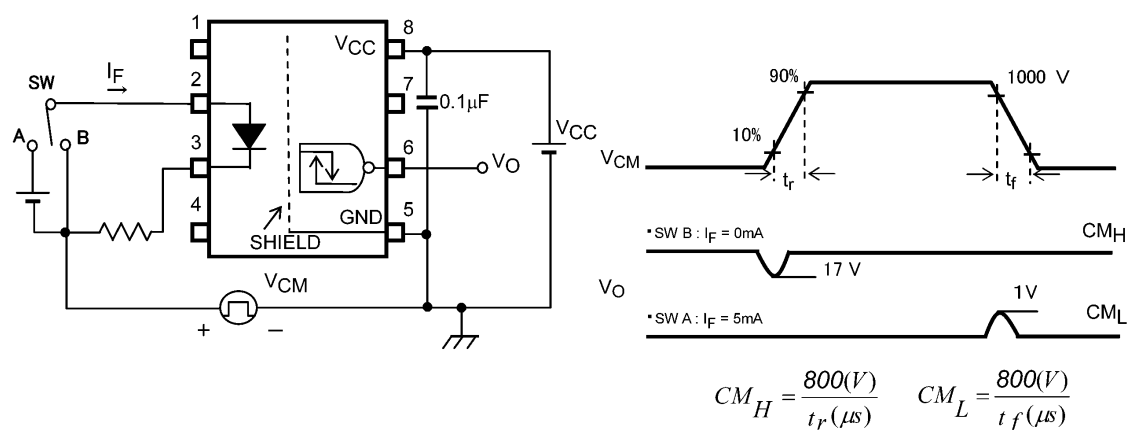 1
8
VCC
IF
2
7
0.1μF
SW
A
B
VCC
3
6
VO
4
GND
5
SHIELD
VCM
+
−
90%
1000 V
10%
VCM
tr
tf
▪ SW B : IF = 0mA
CMH
17 V
VO
1V
▪ SW A : IF = 5mA
CML
CMH = 800(V) / tr(μs)
CML = 800(V) / tf(μs)